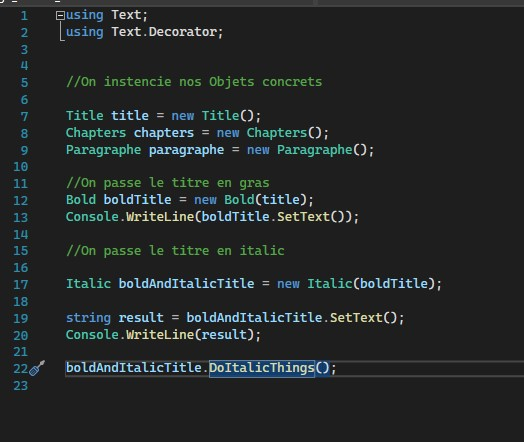 1 using Text;
2 using Text.Decorator;
3
4
5 //On instencie nos Objets concrets
6
7 Title title = new Title();
8 Chapters chapters = new Chapters();
9 Paragraphe paragraphe = new Paragraphe();
10
11 //On passe le titre en gras
12 Bold boldTitle = new Bold(title);
13 Console.WriteLine(boldTitle.SetText());
14
15 //On passe le titre en italic
16
17 Italic boldAndItalicTitle = new Italic(boldTitle);
18
19 string result = boldAndItalicTitle.SetText();
20 Console.WriteLine(result);
21
22 boldAndItalicTitle.DoItalicThings();
23